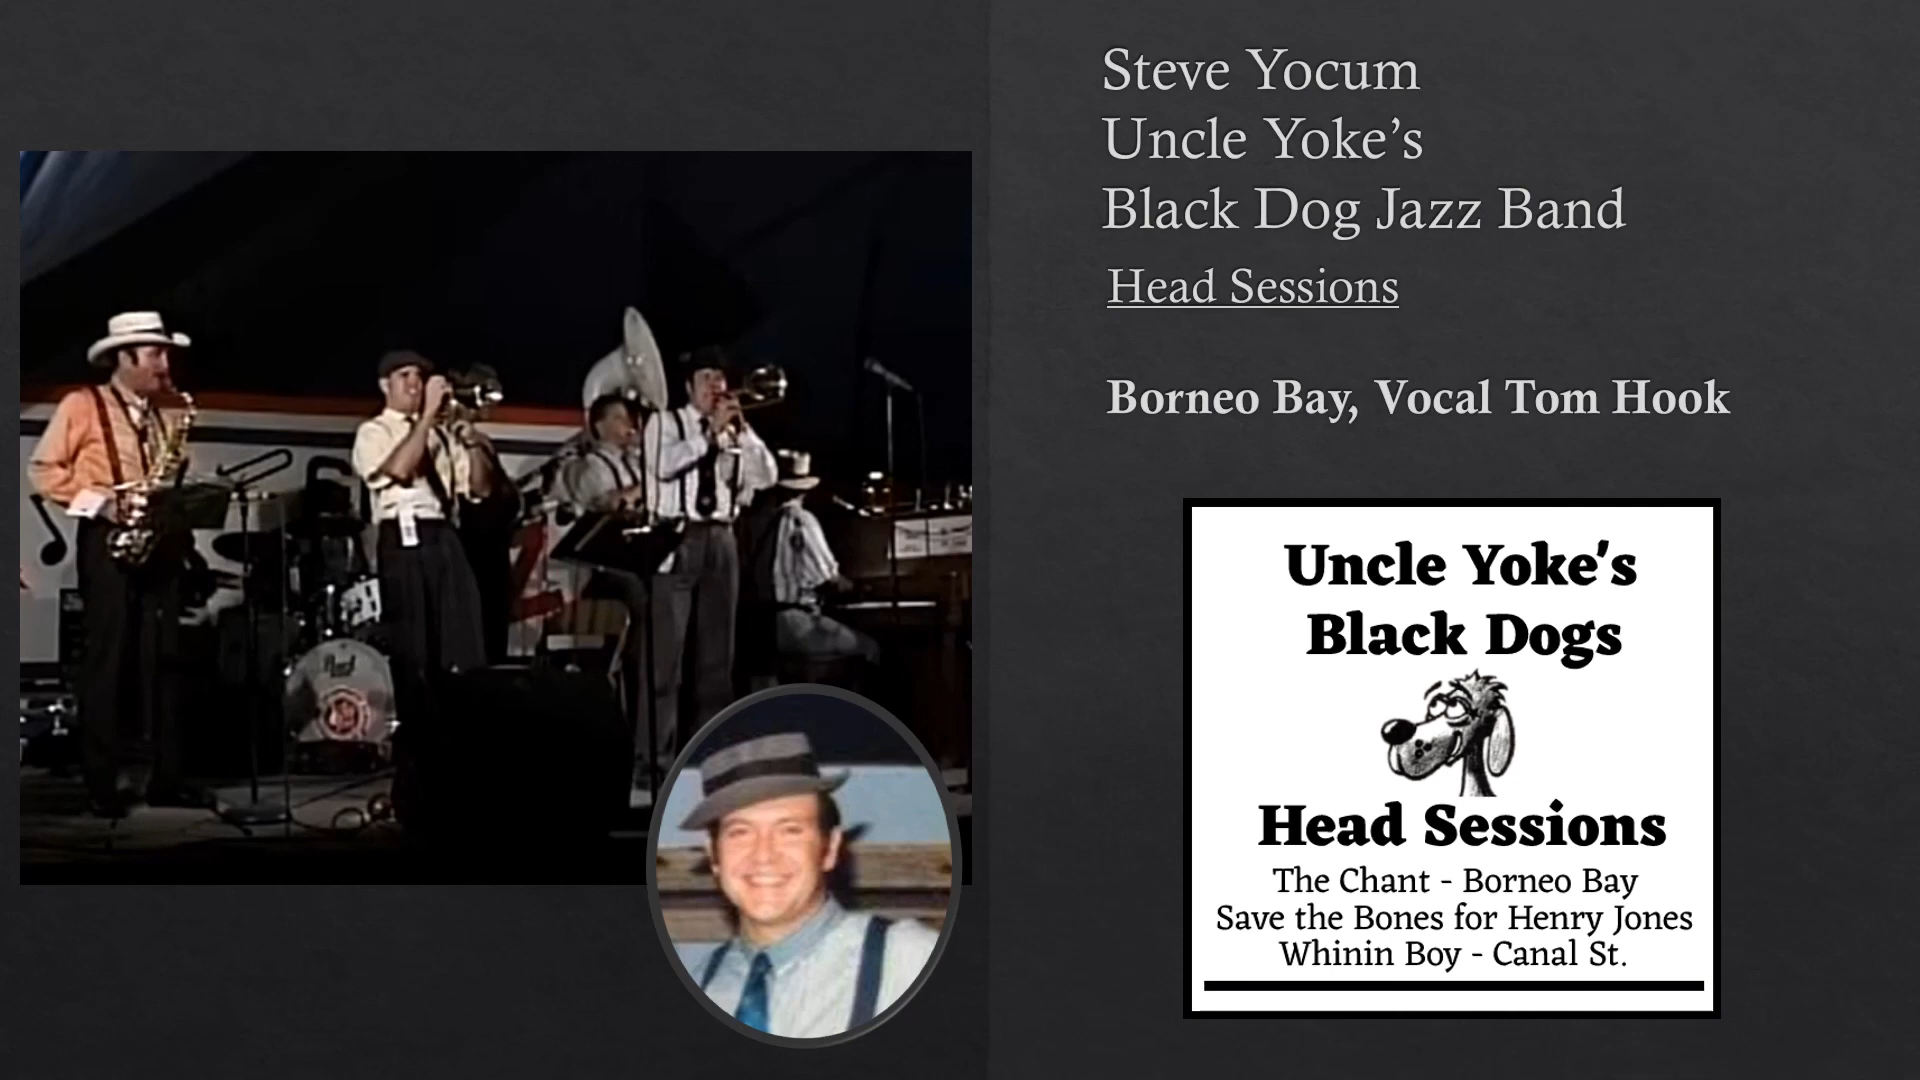 Steve Yocum
Uncle Yoke’s
Black Dog Jazz Band
Head Sessions
Borneo Bay, Vocal Tom Hook
Uncle Yoke's
Black Dogs
Head Sessions
The Chant - Borneo Bay
Save the Bones for Henry Jones
Whinin Boy - Canal St.
Pearl